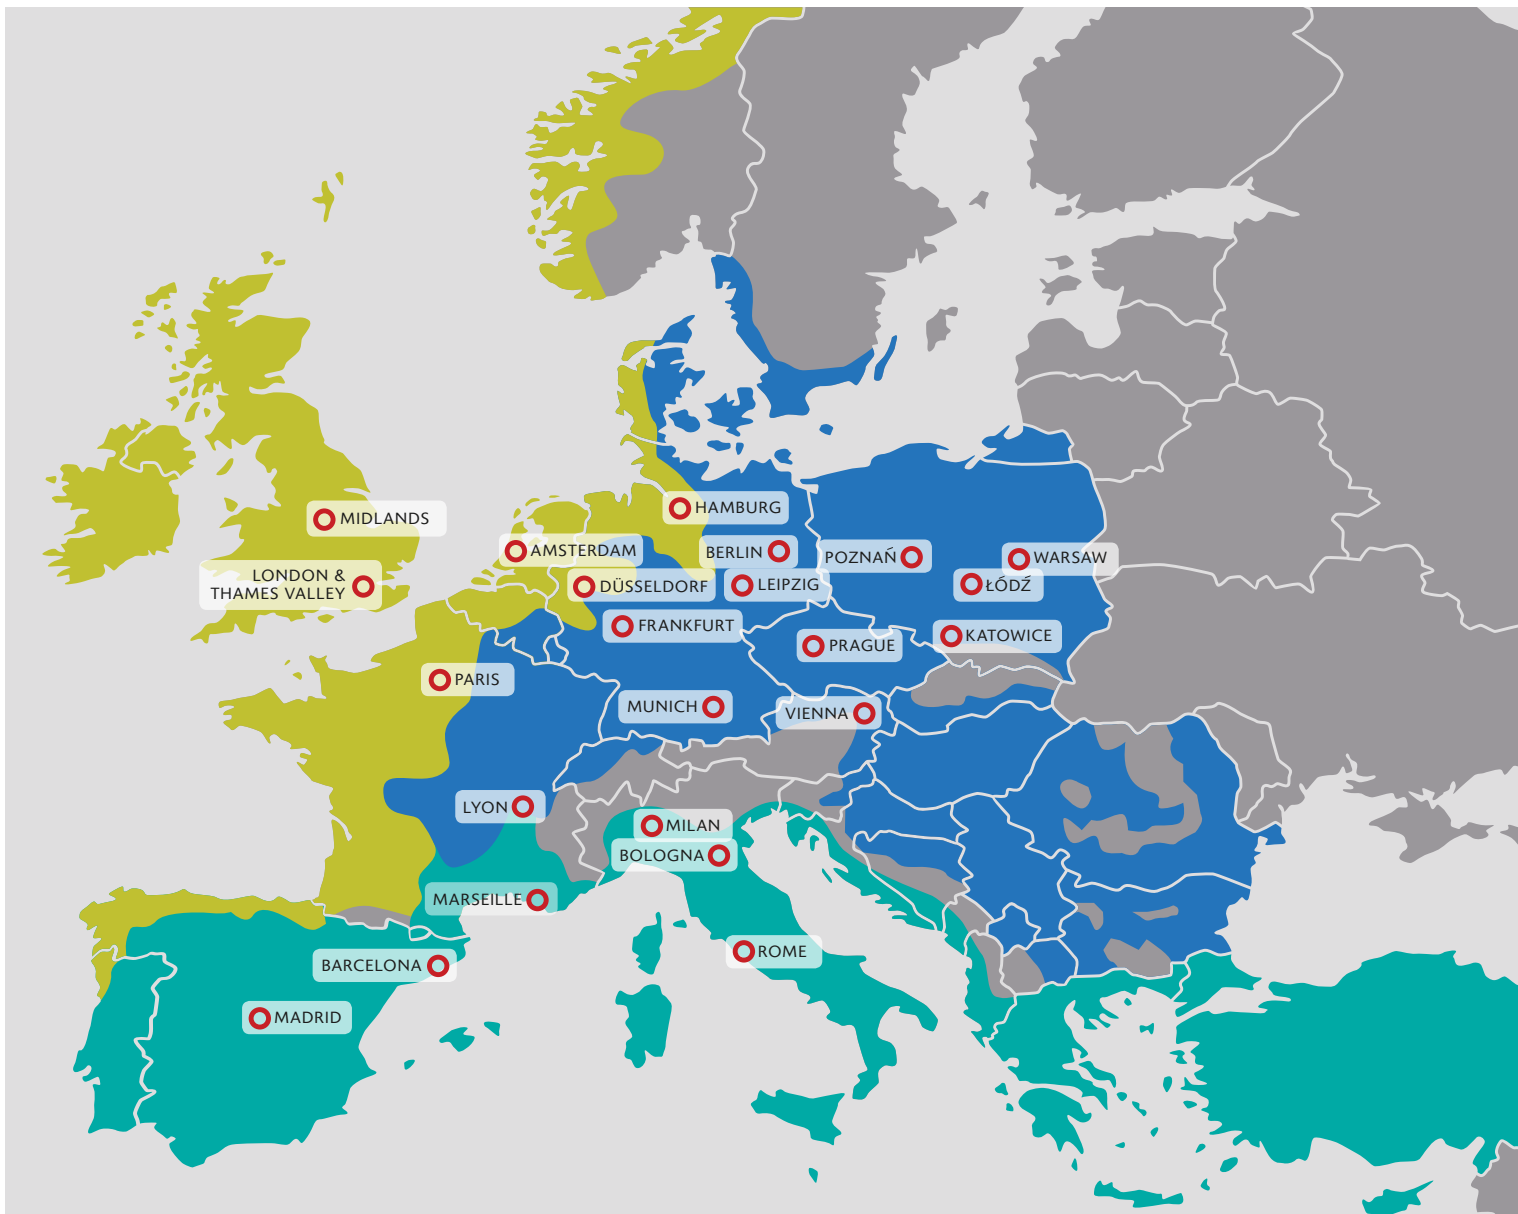 HAMBURG
MIDLANDS
AMSTERDAM
BERLIN
POZNAŃ
WARSAW
LONDON &
THAMES VALLEY
DÜSSELDORF
LEIPZIG
ŁÓDŹ
FRANKFURT
PRAGUE
KATOWICE
PARIS
MUNICH
VIENNA
LYON
MILAN
BOLOGNA
MARSEILLE
ROME
BARCELONA
MADRID